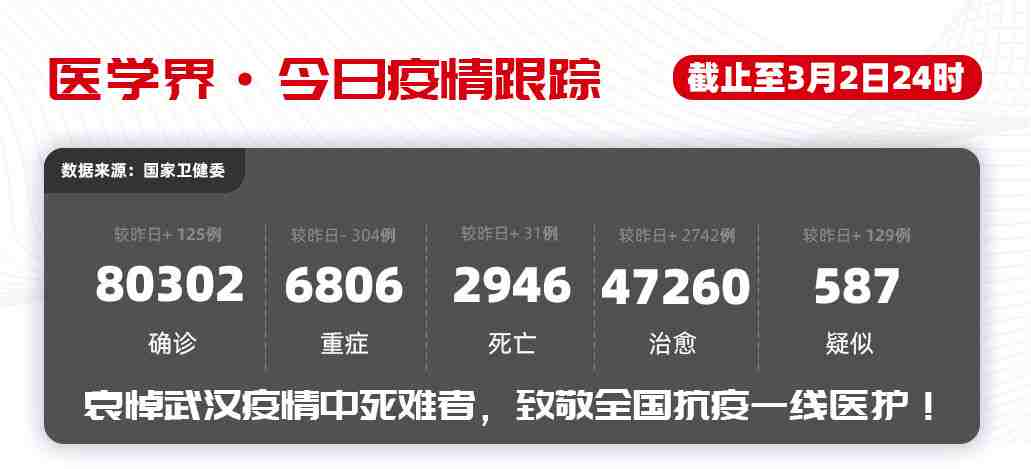 医学界·今日疫情跟踪
截止至3月2日24时
数据来源：国家卫健委
较昨日+ 125例 较昨日- 304例 较昨日+ 31例 较昨日+ 2742例 较昨日+ 129例
80302 6806 2946 47260 587
确诊 重症 死亡 治愈 疑似
哀悼武汉疫情中死难者，致敬全国抗疫一线医护！